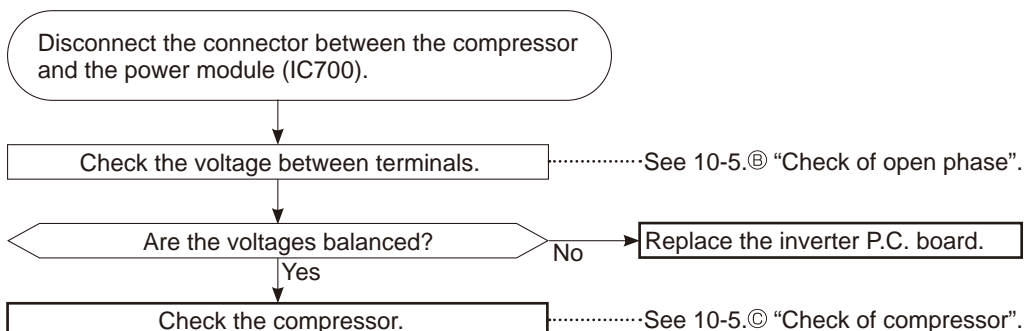 Disconnect the connector between the compressor
and the power module (IC700).
Check the voltage between terminals.
See 10-5.Ⓑ “Check of open phase”.
Are the voltages balanced?
No
Replace the inverter P.C. board.
Yes
Check the compressor.
See 10-5.Ⓒ “Check of compressor”.